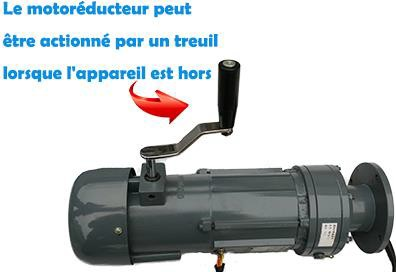 Le motoréducteur peut
être actionné par un treuil
lorsque l'appareil est hors